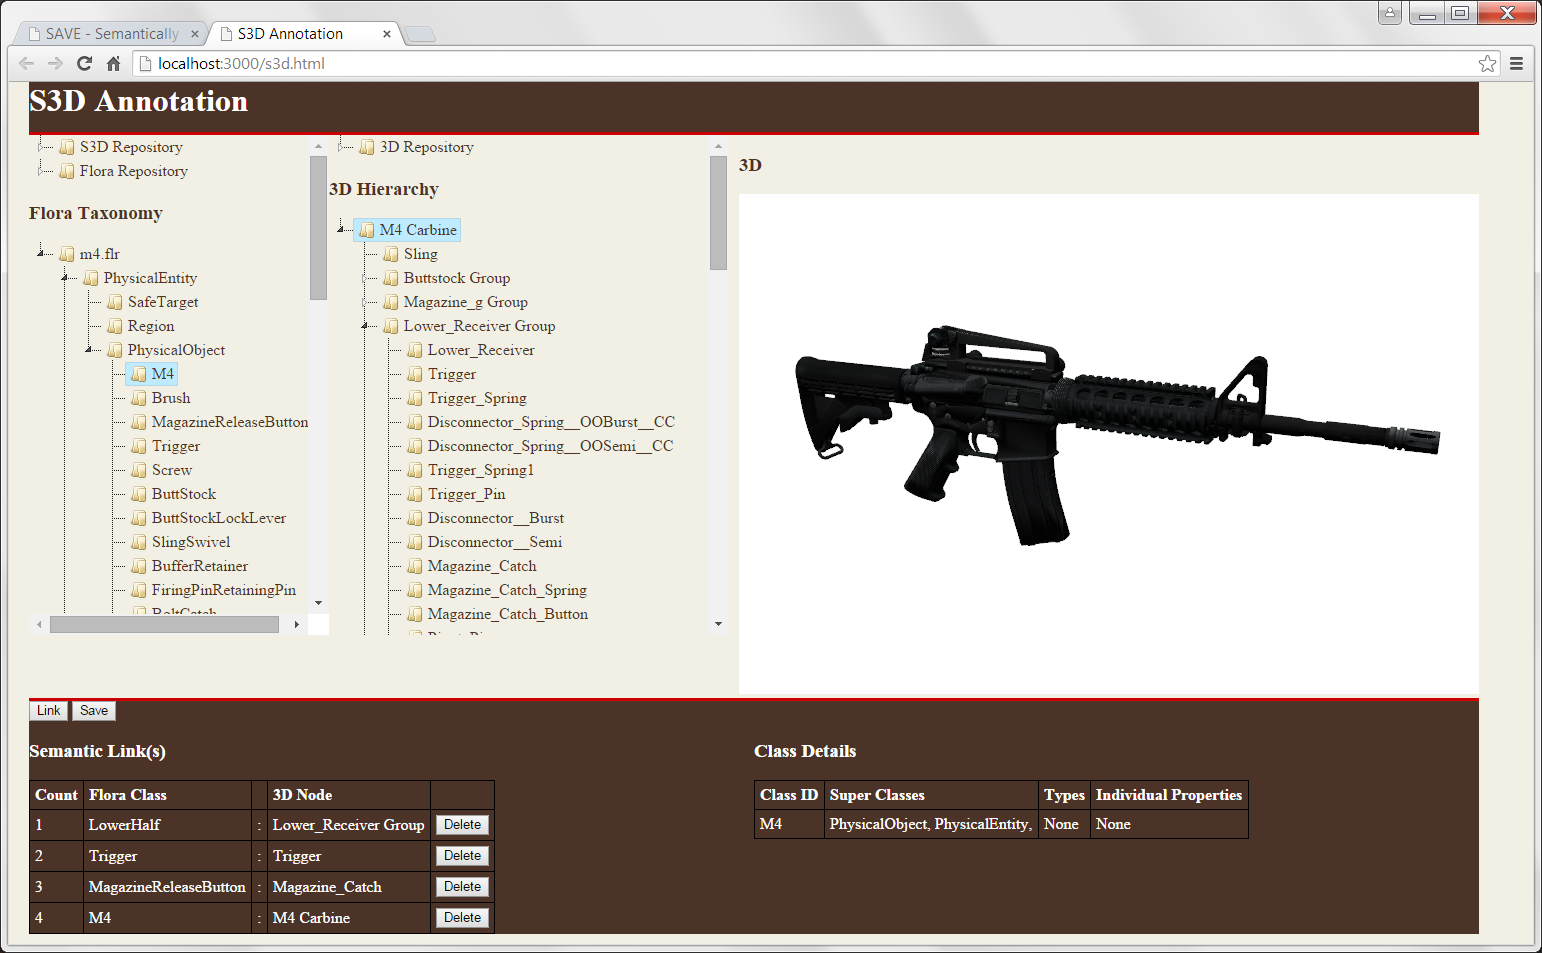 SAVE - Semantically
S3D Annotation
localhost:3000/s3d.html
S3D Annotation
S3D Repository
Flora Repository
Flora Taxonomy
m4.flr
PhysicalEntity
SafeTarget
Region
PhysicalObject
M4
Brush
MagazineReleaseButton
Trigger
Screw
ButtStock
ButtStockLockLever
SlingSwivel
BufferRetainer
FiringPinRetainingPin
BoltCatch
3D Repository
3D Hierarchy
M4 Carbine
Sling
Buttstock Group
Magazine_g Group
Lower_Receiver Group
Lower_Receiver
Trigger
Trigger_Spring
Disconnector_Spring__OOBurst__CC
Disconnector_Spring__OOSemi__CC
Trigger_Spring1
Trigger_Pin
Disconnector__Burst
Disconnector__Semi
Magazine_Catch
Magazine_Catch_Spring
Magazine_Catch_Button
3D
Link Save
Semantic Link(s)
Count Flora Class 3D Node
1 LowerHalf : Lower_Receiver Group Delete
2 Trigger : Trigger Delete
3 MagazineReleaseButton : Magazine_Catch Delete
4 M4 : M4 Carbine Delete
Class Details
Class ID Super Classes Types Individual Properties
M4 PhysicalObject, PhysicalEntity, None None